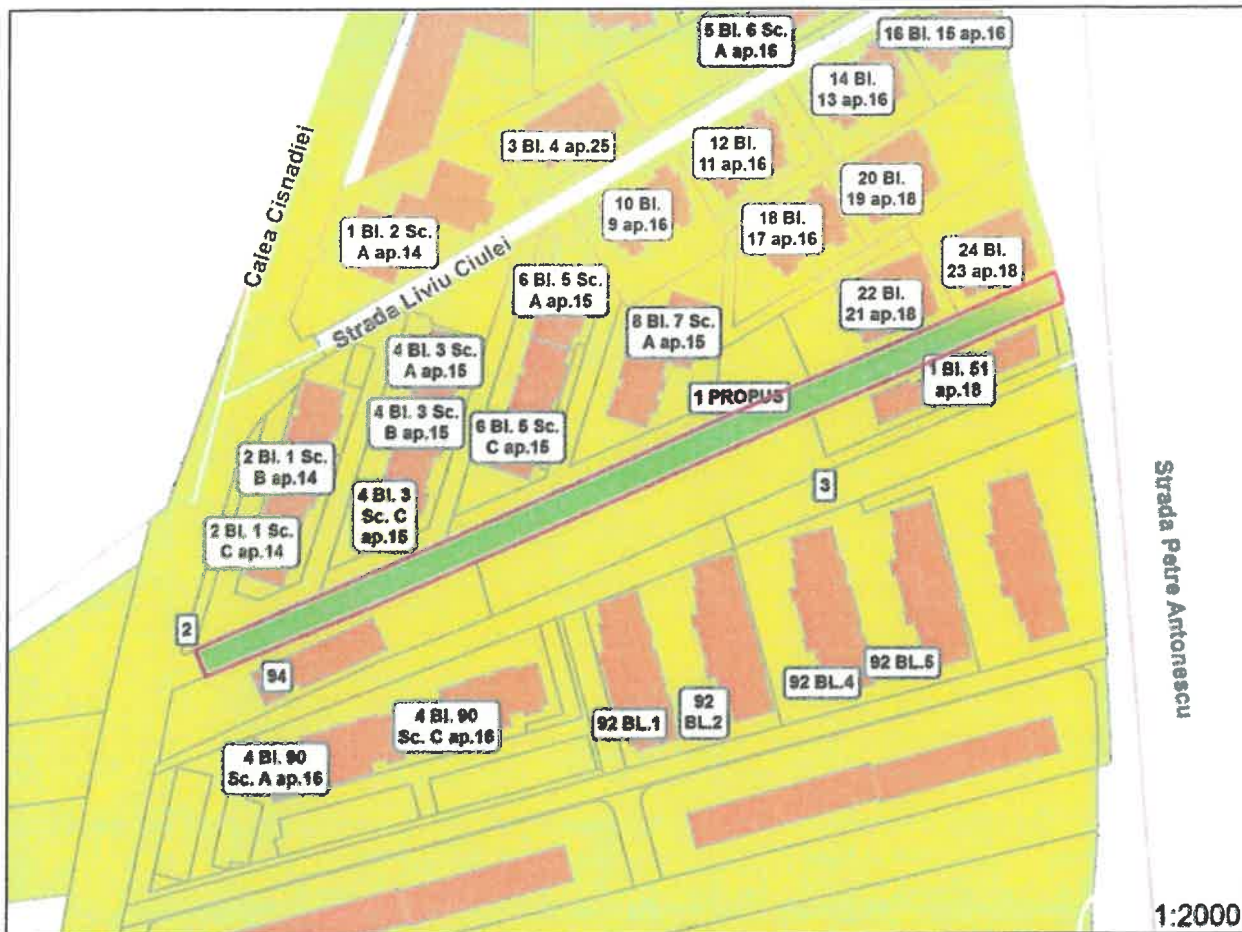 5 Bl. 6 Sc.
A ap.16
16 Bl. 15 ap.16
14 Bl.
13 ap.16
3 Bl. 4 ap.25
12 Bl.
11 ap.16
20 Bl.
19 ap.18
10 Bl.
9 ap.16
18 Bl.
17 ap.16
Calea Cisnadiei
1 Bl. 2 Sc.
A ap.14
24 Bl.
23 ap.18
6 Bl. 5 Sc.
A ap.15
Strada Liviu Ciulei
22 Bl.
21 ap.18
8 Bl. 7 Sc.
A ap.15
4 Bl. 3 Sc.
A ap.15
1 Bl. 51
ap.18
1 PROPUS
4 Bl. 3 Sc.
B ap.15
6 Bl. 5 Sc.
C ap.15
2 Bl. 1 Sc.
B ap.14
3
4 Bl. 3
Sc. C
ap.15
2 Bl. 1 Sc.
C ap.14
Strada Petre Antonescu
2
94
92 BL.5
92 BL.4
92
BL.2
92 BL.1
4 Bl. 90
Sc. C ap.16
4 Bl. 90
Sc. A ap.16
1:2000